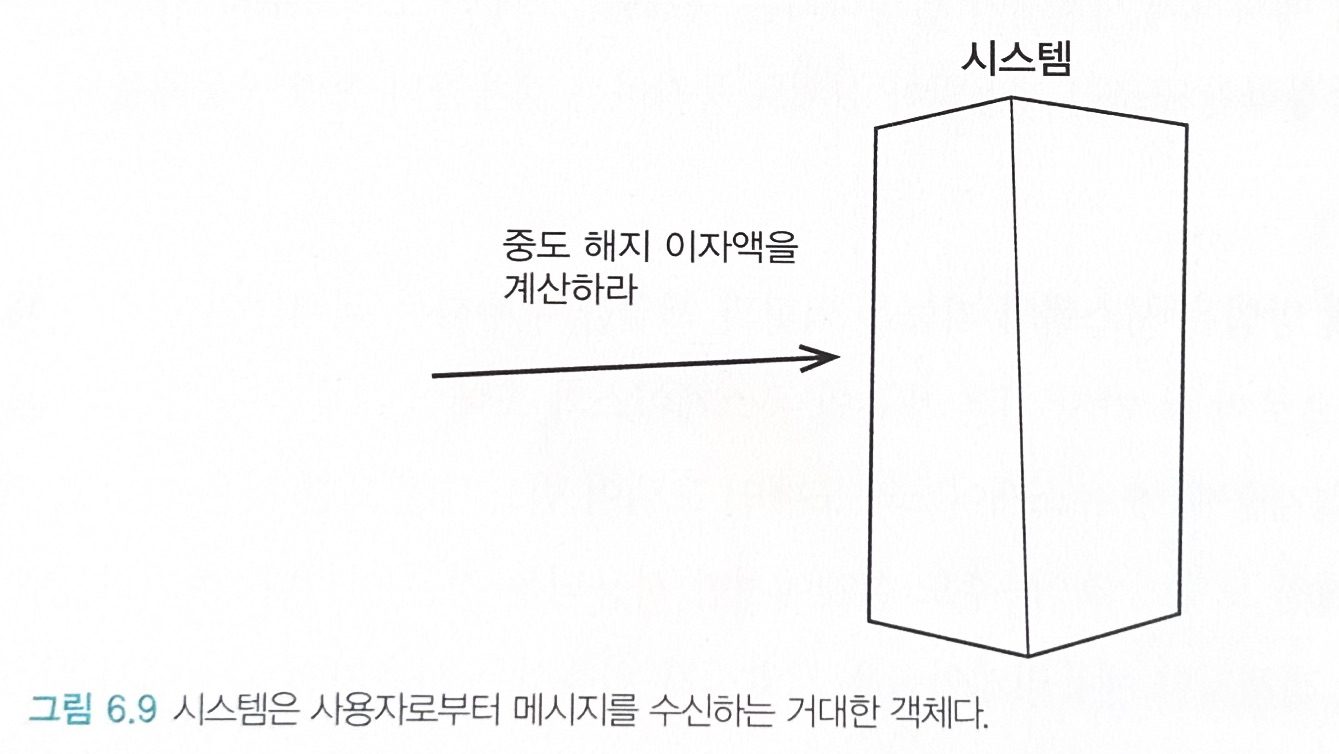 시스템
중도 해지 이자액을
계산하라
그림 6.9 시스템은 사용자로부터 메시지를 수신하는 거대한 객체다.